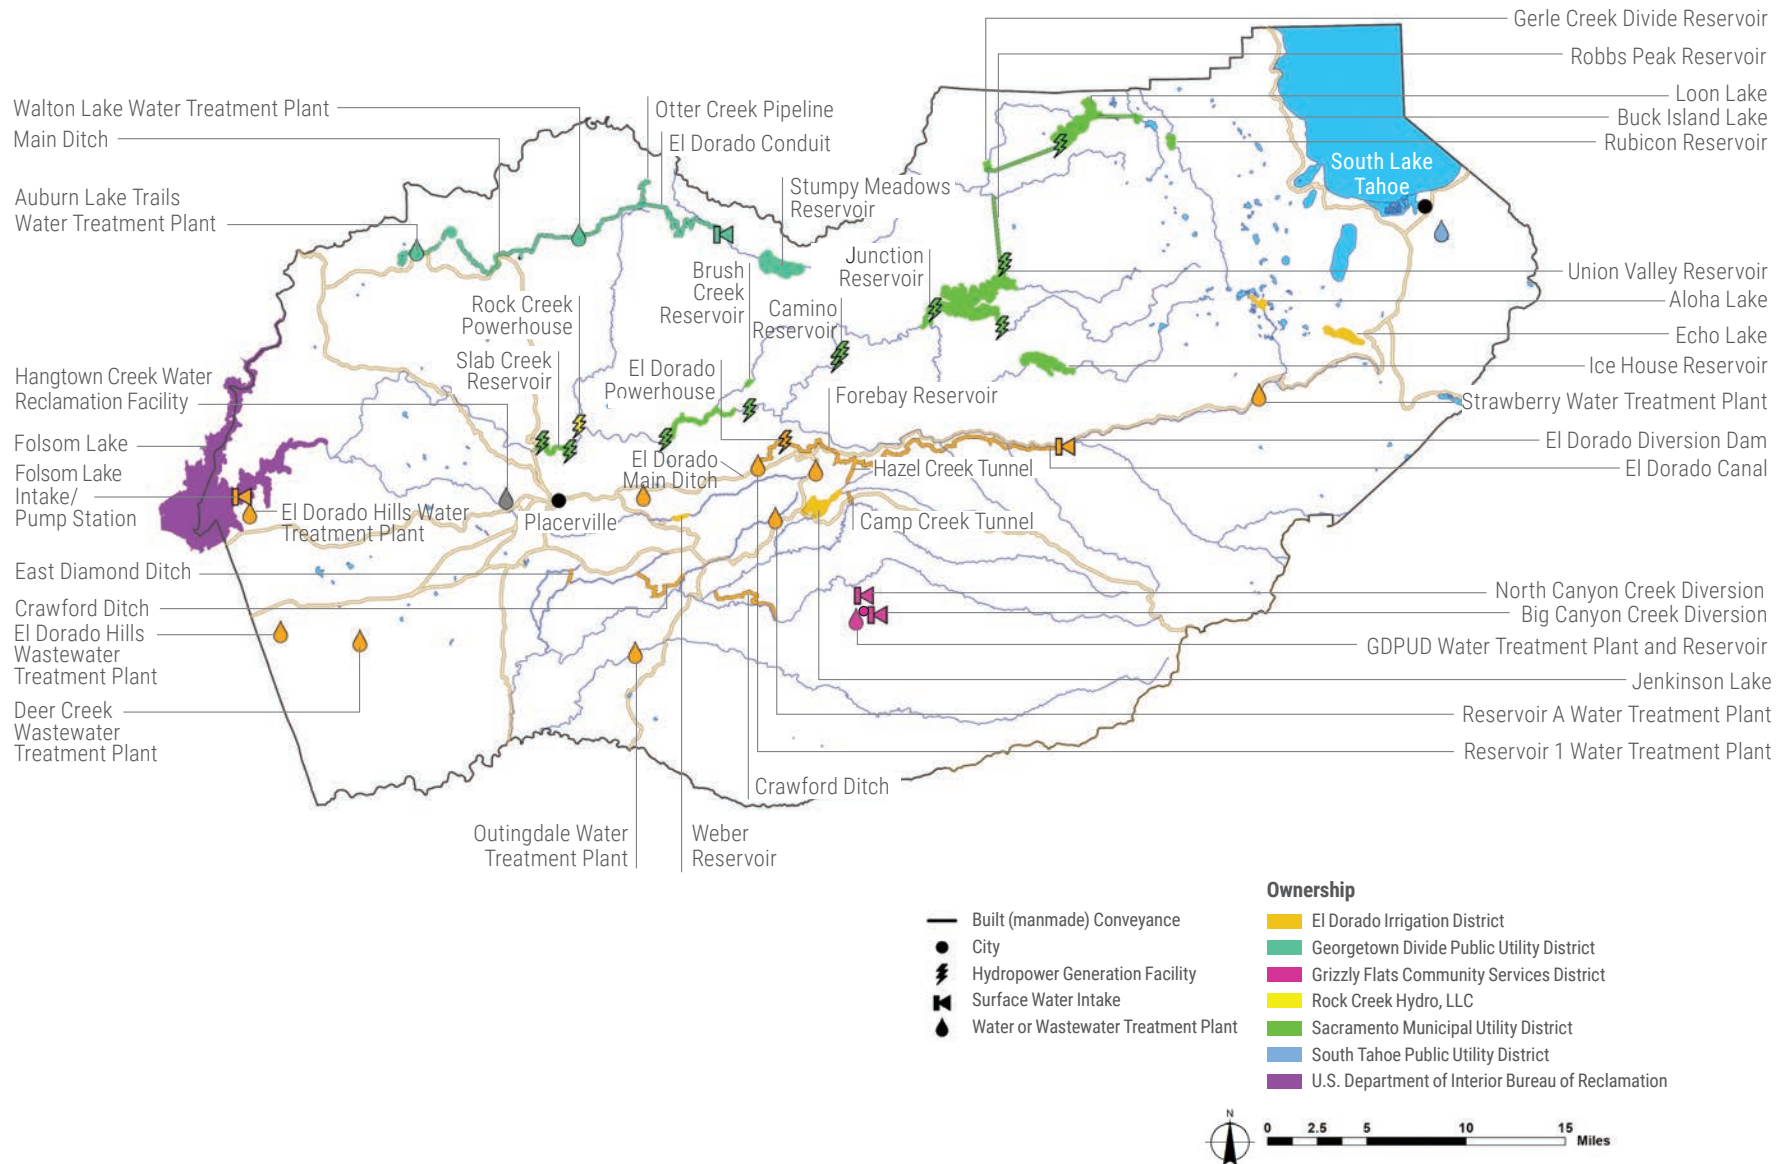 Gerle Creek Divide Reservoir
Robbs Peak Reservoir
Loon Lake
Buck Island Lake
Rubicon Reservoir
Walton Lake Water Treatment Plant
Main Ditch
Otter Creek Pipeline
El Dorado Conduit
South Lake
Tahoe
Auburn Lake Trails
Water Treatment Plant
Stumpy Meadows
Reservoir
Junction
Reservoir
Brush
Creek
Reservoir
Camino
Reservoir
Rock Creek
Powerhouse
Union Valley Reservoir
Aloha Lake
Echo Lake
Ice House Reservoir
Slab Creek
Reservoir
El Dorado
Powerhouse
Forebay Reservoir
Strawberry Water Treatment Plant
Hangtown Creek Water
Reclamation Facility
Folsom Lake
Folsom Lake
Intake/
Pump Station
El Dorado Hills Water
Treatment Plant
Placerville
El Dorado
Main Ditch
Hazel Creek Tunnel
El Dorado Diversion Dam
El Dorado Canal
Camp Creek Tunnel
East Diamond Ditch
Crawford Ditch
El Dorado Hills
Wastewater
Treatment Plant
Deer Creek
Wastewater
Treatment Plant
North Canyon Creek Diversion
Big Canyon Creek Diversion
GDPUD Water Treatment Plant and Reservoir
Jenkinson Lake
Reservoir A Water Treatment Plant
Reservoir 1 Water Treatment Plant
Crawford Ditch
Outingdale Water
Treatment Plant
Weber
Reservoir
Built (manmade) Conveyance
City
Hydropower Generation Facility
Surface Water Intake
Water or Wastewater Treatment Plant
Ownership
El Dorado Irrigation District
Georgetown Divide Public Utility District
Grizzly Flats Community Services District
Rock Creek Hydro, LLC
Sacramento Municipal Utility District
South Tahoe Public Utility District
U.S. Department of Interior Bureau of Reclamation
N
0 2.5 5 10 15
Miles